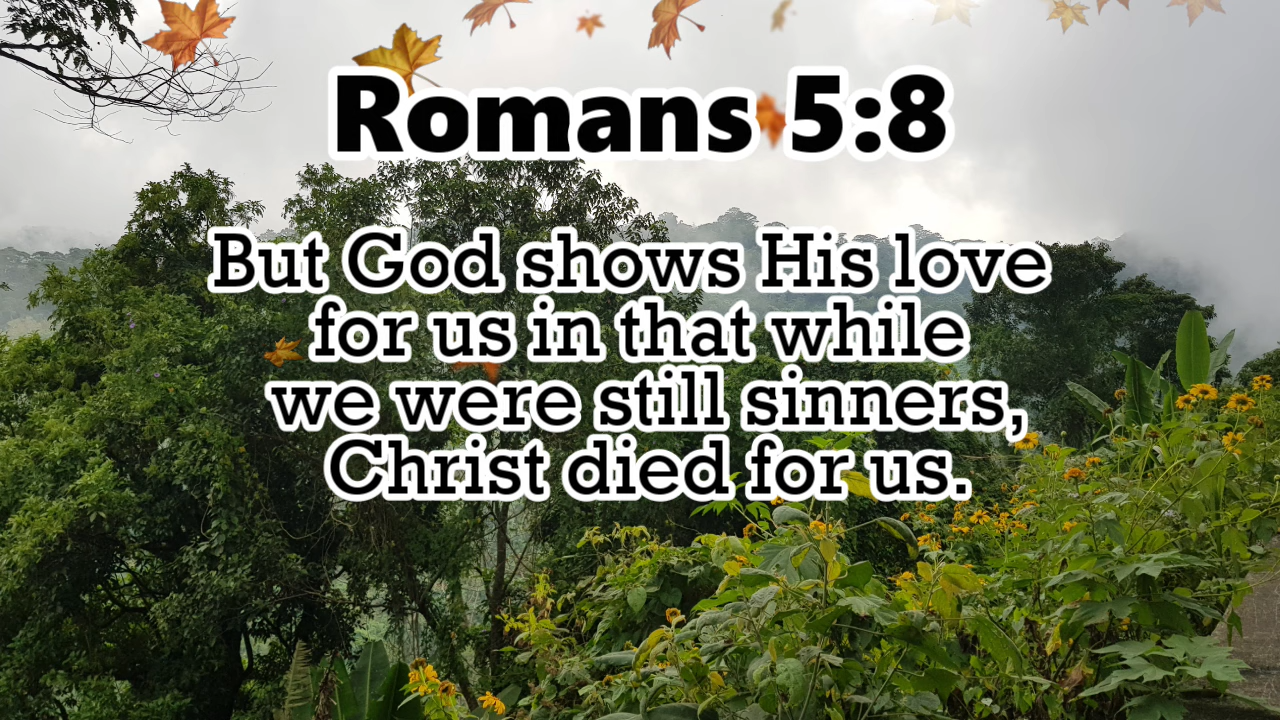 Romans 5:8
But God shows His love
for us in that while
we were still sinners,
Christ died for us.